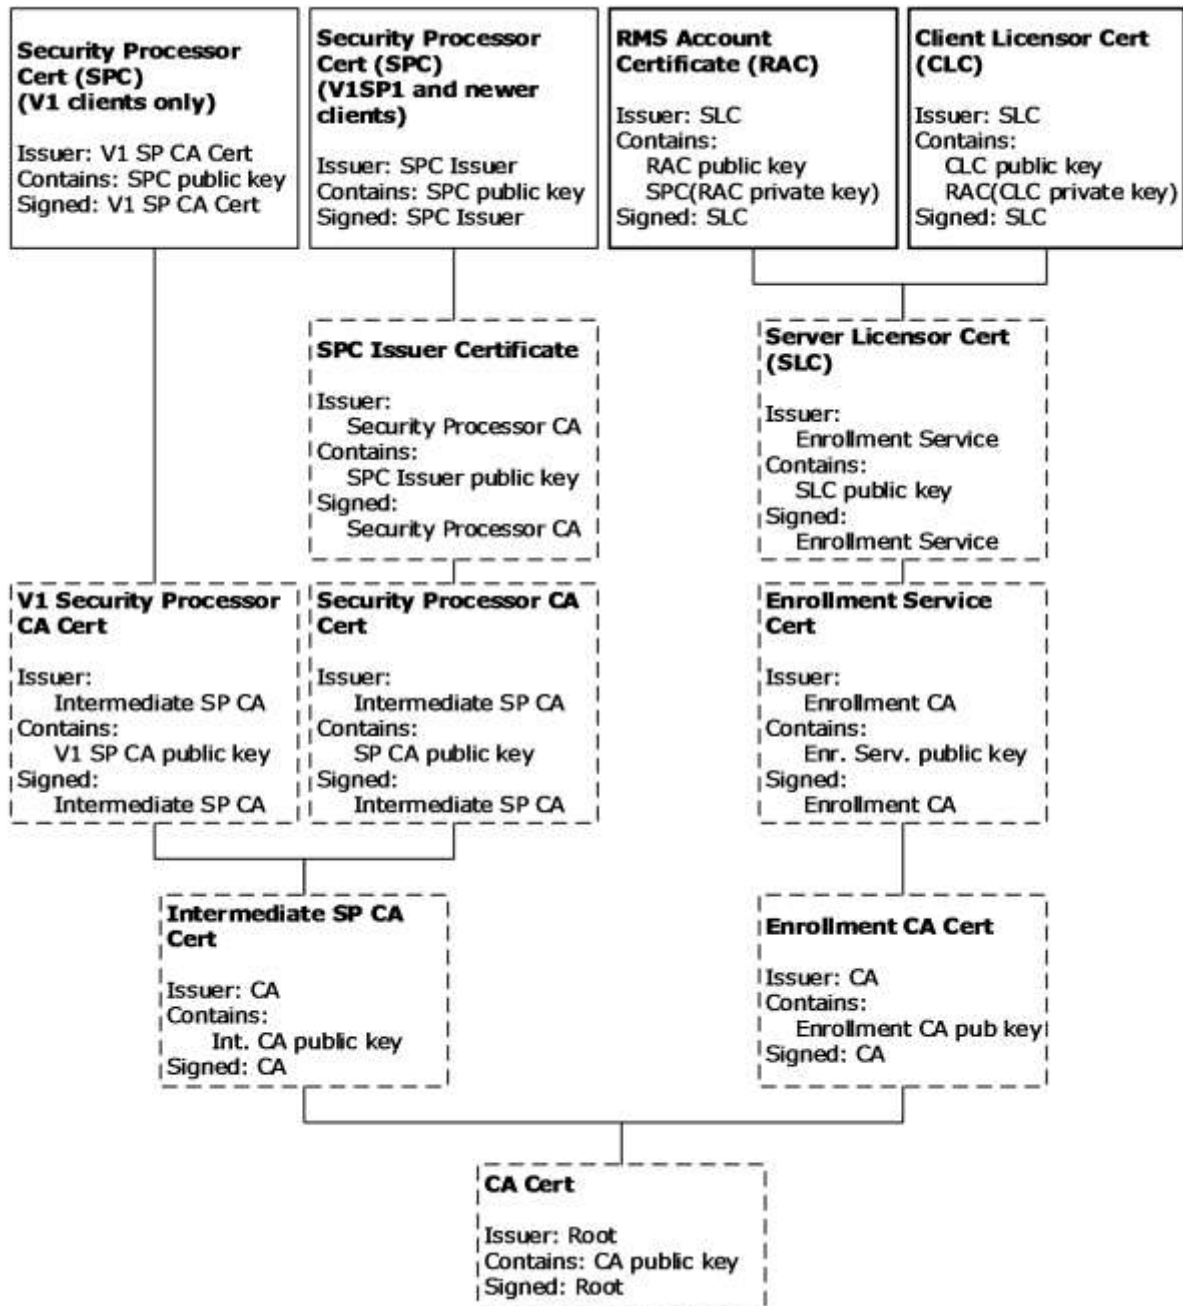 Security Processor
Cert (SPC)
(V1 clients only)
Issuer: V1 SP CA Cert
Contains: SPC public key
Signed: V1 SP CA Cert
Security Processor
Cert (SPC)
(V1SP1 and newer
clients)
Issuer: SPC Issuer
Contains: SPC public key
Signed: SPC Issuer
RMS Account
Certificate (RAC)
Issuer: SLC
Contains:
RAC public key
SPC(RAC private key)
Signed: SLC
Client Licensor Cert
(CLC)
Issuer: SLC
Contains:
CLC public key
RAC(CLC private key)
Signed: SLC
SPC Issuer Certificate
Issuer:
Security Processor CA
Contains:
SPC Issuer public key
Signed:
Security Processor CA
Server Licensor Cert
(SLC)
Issuer:
Enrollment Service
Contains:
SLC public key
Signed:
Enrollment Service
V1 Security Processor
CA Cert
Issuer:
Intermediate SP CA
Contains:
V1 SP CA public key
Signed:
Intermediate SP CA
Security Processor CA
Cert
Issuer:
Intermediate SP CA
Contains:
SP CA public key
Signed:
Intermediate SP CA
Enrollment Service
Cert
Issuer:
Enrollment CA
Contains:
Enr. Serv. public key
Signed:
Enrollment CA
Intermediate SP CA
Cert
Issuer: CA
Contains:
Int. CA public key
Signed: CA
Enrollment CA Cert
Issuer: CA
Contains:
Enrollment CA pub key
Signed: CA
CA Cert
Issuer: Root
Contains: CA public key
Signed: Root